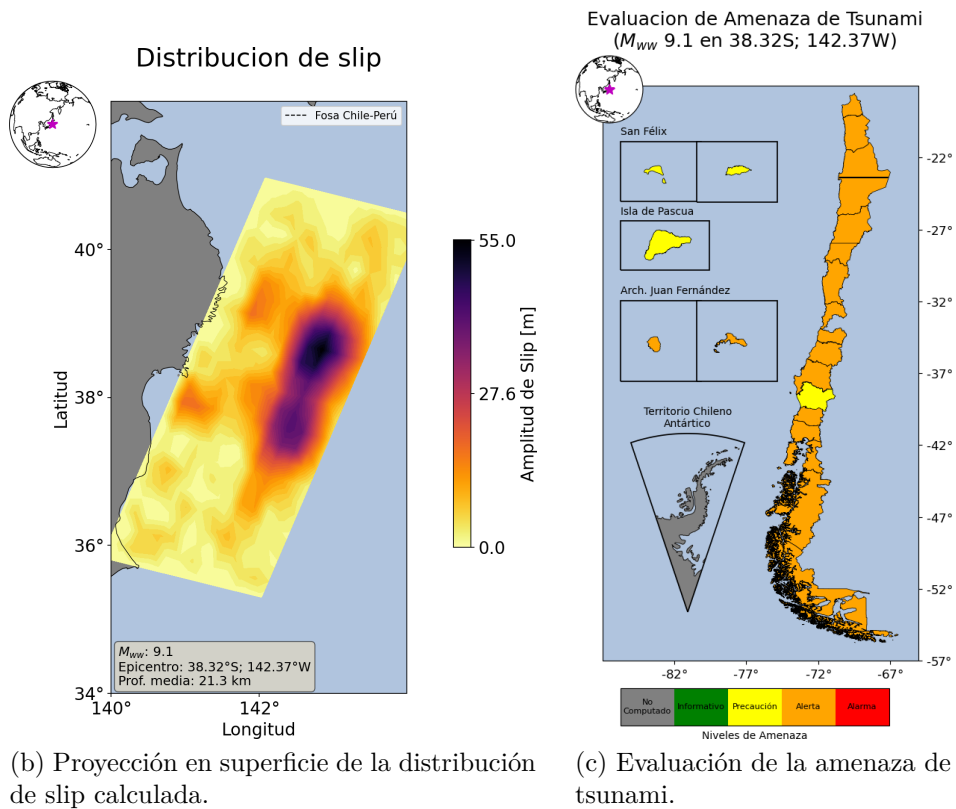 Distribucion de slip
Fosa Chile-Perú
40°
38°
36°
34°
140°
142°
Latitud
Longitud
M_ww: 9.1
Epicentro: 38.32°S; 142.37°W
Prof. media: 21.3 km
55.0
27.6
0.0
Amplitud de Slip [m]
(b) Proyección en superficie de la distribución
de slip calculada.
Evaluacion de Amenaza de Tsunami
(M_ww 9.1 en 38.32S; 142.37W)
San Félix
Isla de Pascua
Arch. Juan Fernández
Territorio Chileno
Antártico
-22°
-27°
-32°
-37°
-42°
-47°
-52°
-57°
-82°
-77°
-72°
-67°
No
Computado
Informativo
Precaución
Alerta
Alarma
Niveles de Amenaza
(c) Evaluación de la amenaza de
tsunami.